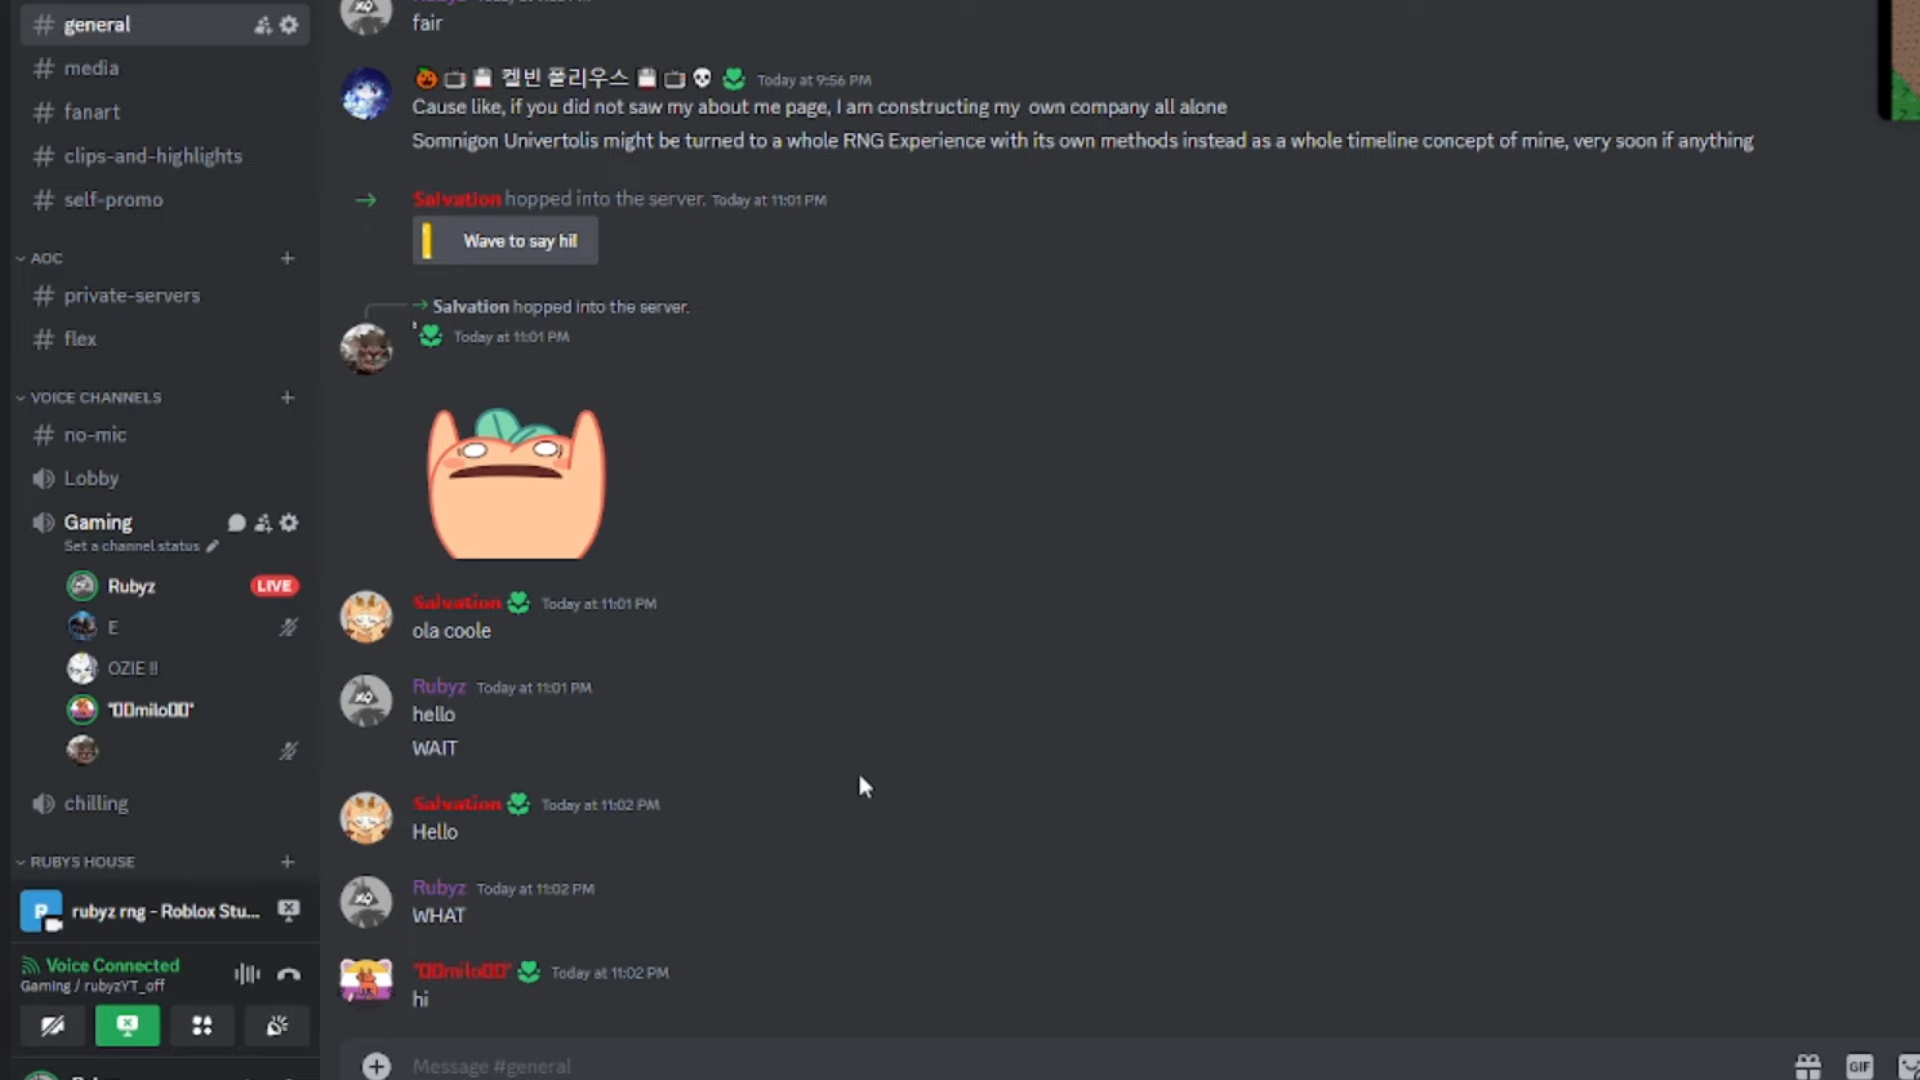 general
media
fanart
clips-and-highlights
self-promo
AOC
private-servers
flex
VOICE CHANNELS
no-mic
Lobby
Gaming
Set a channel status
Rubyz LIVE
E
OZIE !!
milo
chilling
RUBYS HOUSE
rubyz rng - Roblox Stu...
Voice Connected
Gaming / rubyzYT_off
fair
켈빈 폴리우스 Today at 9:56 PM
Cause like, if you did not saw my about me page, I am constructing my own company all alone
Somnigon Univertolis might be turned to a whole RNG Experience with its own methods instead as a whole timeline concept of mine, very soon if anything
Salvation hopped into the server. Today at 11:01 PM
Wave to say hi!
Salvation hopped into the server.
Today at 11:01 PM
Salvation Today at 11:01 PM
ola coole
Rubyz Today at 11:01 PM
hello
WAIT
Salvation Today at 11:02 PM
Hello
Rubyz Today at 11:02 PM
WHAT
milo Today at 11:02 PM
hi
Message #general
GIF